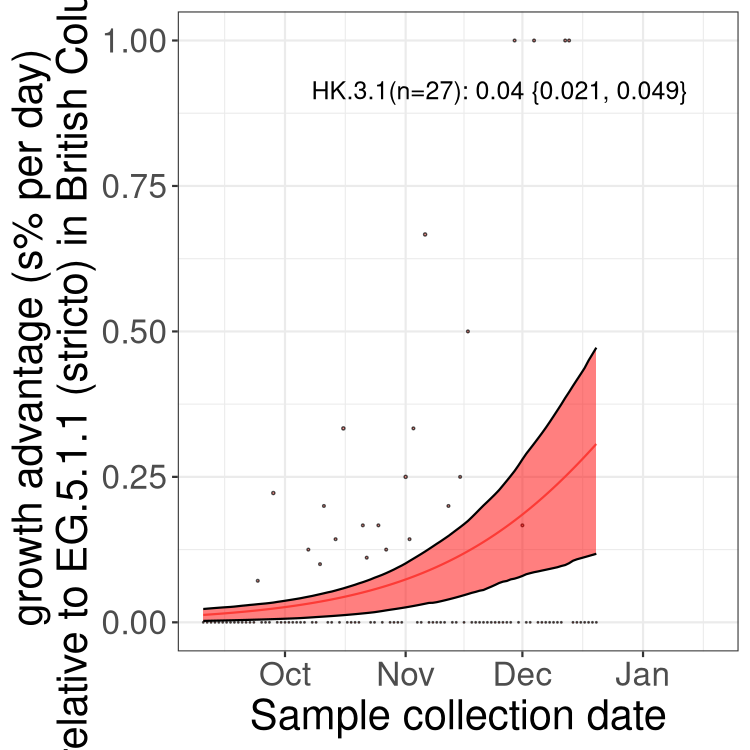 growth advantage (s% per day)
relative to EG.5.1.1 (stricto) in British
1.00
0.75
0.50
0.25
0.00
HK.3.1(n=27): 0.04 {0.021, 0.049}
Oct Nov Dec Jan
Sample collection date